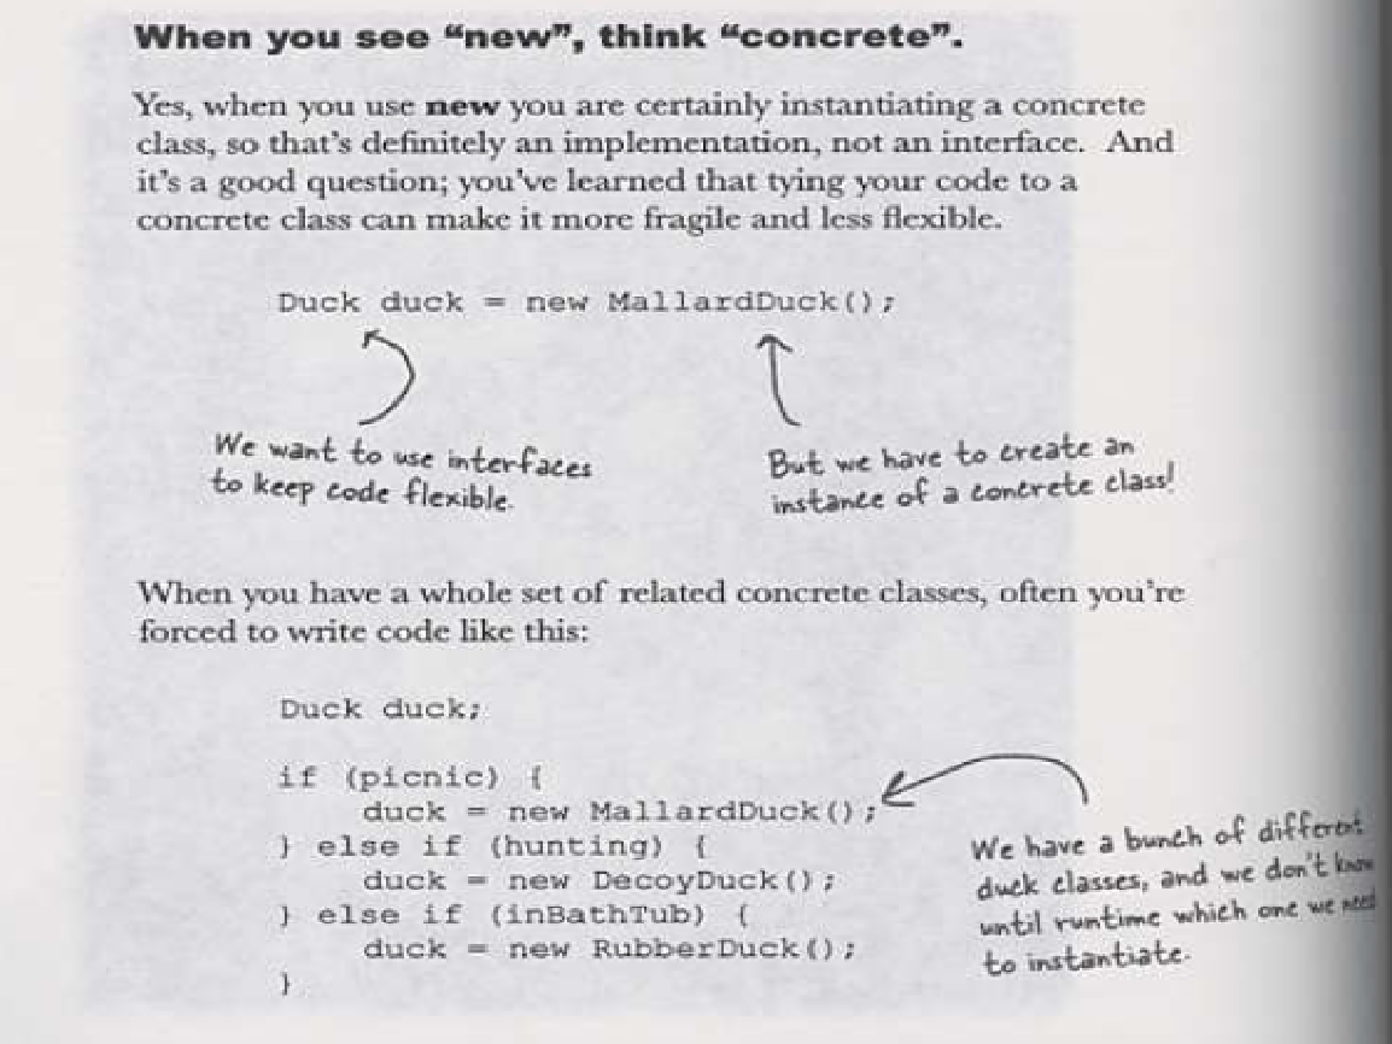 When you see “new”, think “concrete”.
Yes, when you use new you are certainly instantiating a concrete
class, so that’s definitely an implementation, not an interface. And
it’s a good question; you’ve learned that tying your code to a
concrete class can make it more fragile and less flexible.
Duck duck = new MallardDuck();
We want to use interfaces
to keep code flexible.
But we have to create an
instance of a concrete class!
When you have a whole set of related concrete classes, often you’re
forced to write code like this:
Duck duck;
if (picnic) {
duck = new MallardDuck();
} else if (hunting) {
duck = new DecoyDuck();
} else if (inBathTub) {
duck = new RubberDuck();
}
We have a bunch of different
duck classes, and we don’t know
until runtime which one we need
to instantiate.